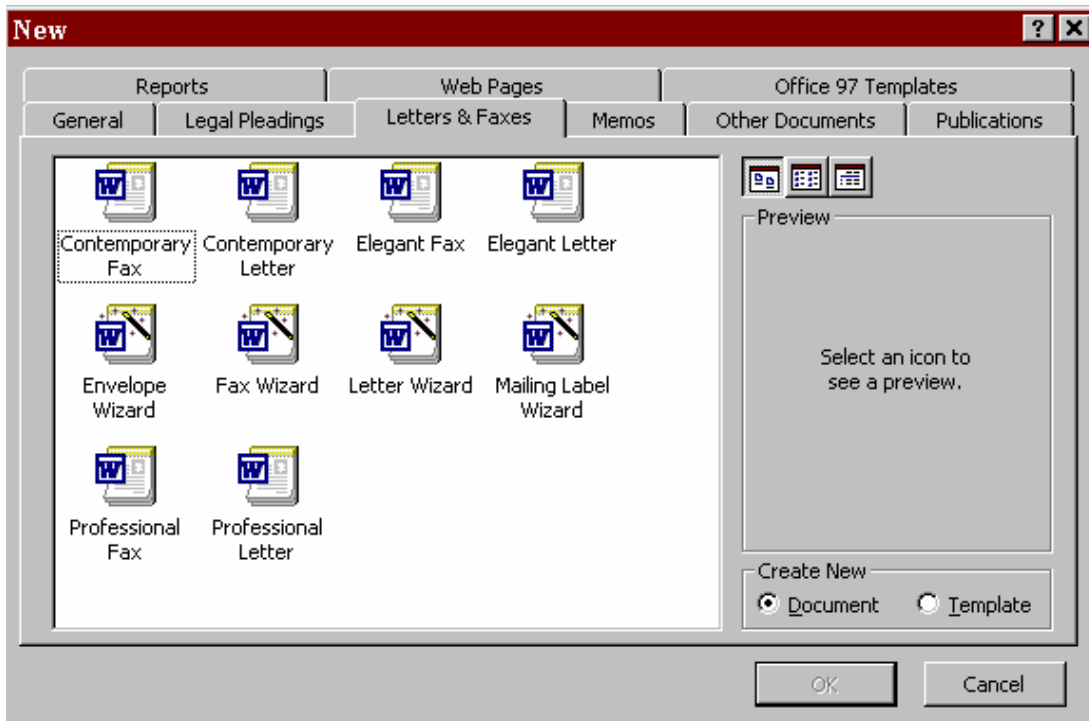 New
Reports Web Pages Office 97 Templates
General Legal Pleadings Letters & Faxes Memos Other Documents Publications
Contemporary Fax
Contemporary Letter
Elegant Fax
Elegant Letter
Envelope Wizard
Fax Wizard
Letter Wizard
Mailing Label Wizard
Professional Fax
Professional Letter
Preview
Select an icon to
see a preview.
Create New
Document Template
OK Cancel